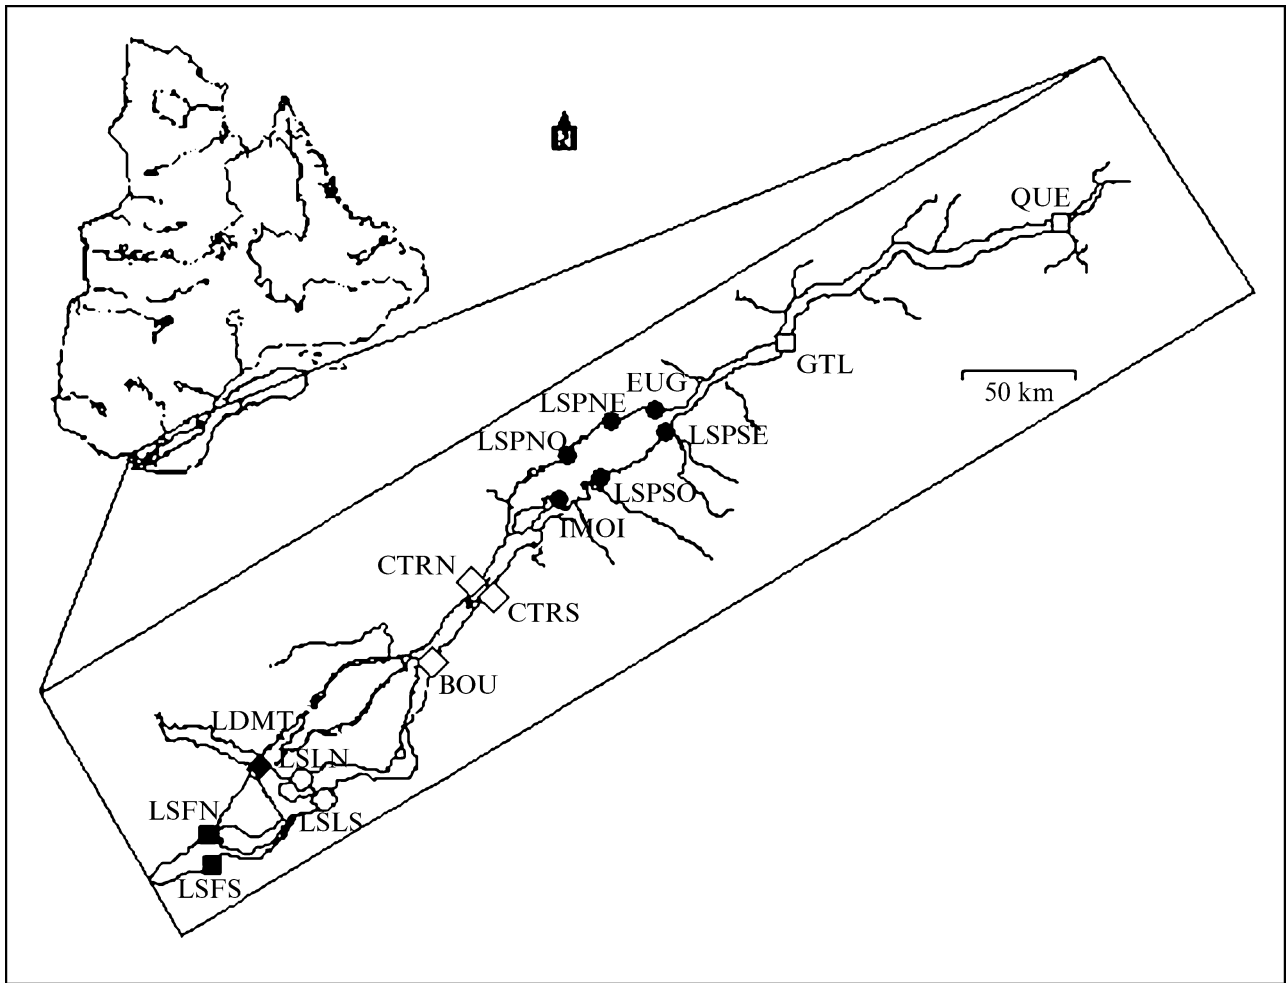 QUE
GTL
50 km
EUG
LSPNE
LSPNO
LSPSE
LSPSO
IMOI
CTRN
CTRS
BOU
LDMT
LSLN
LSFN
LSLS
LSFS